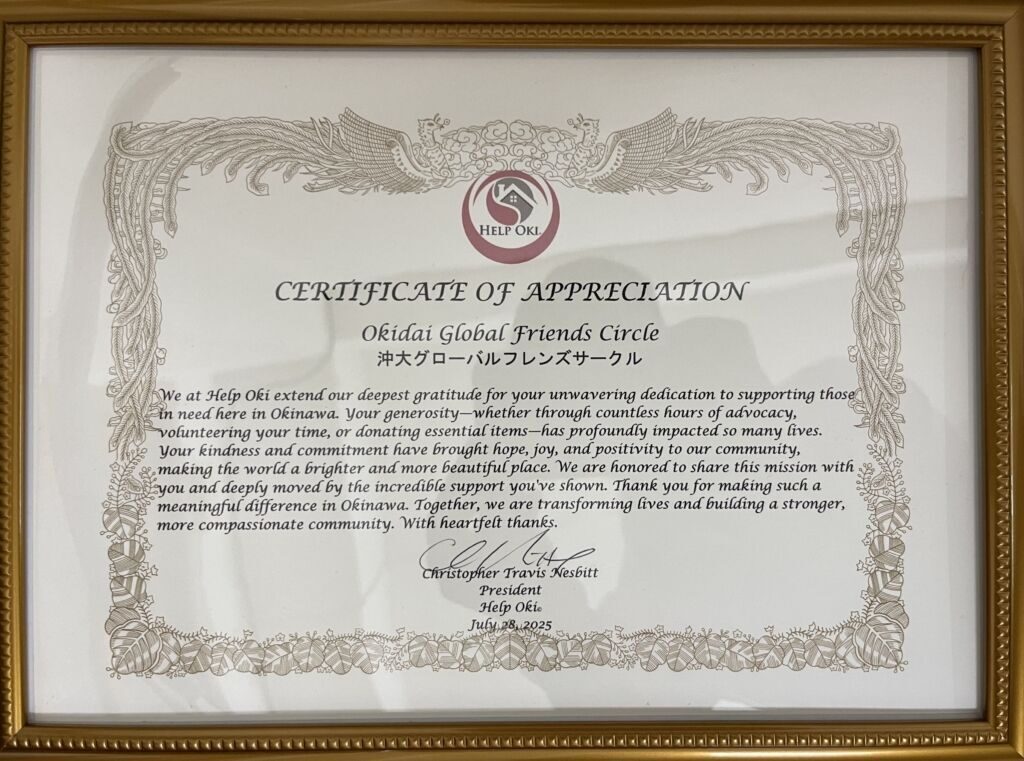 HELP OKI
CERTIFICATE OF APPRECIATION
Okidai Global Friends Circle
沖大グローバルフレンズサークル
We at Help Oki extend our deepest gratitude for your unwavering dedication to supporting those
in need here in Okinawa. Your generosity—whether through countless hours of advocacy,
volunteering your time, or donating essential items—has profoundly impacted so many lives.
Your kindness and commitment have brought hope, joy, and positivity to our community,
making the world a brighter and more beautiful place. We are honored to share this mission with
you and deeply moved by the incredible support you've shown. Thank you for making such a
meaningful difference in Okinawa. Together, we are transforming lives and building a stronger,
more compassionate community. With heartfelt thanks.
Christopher Travis Nesbitt
President
Help Oki
July 28, 2025